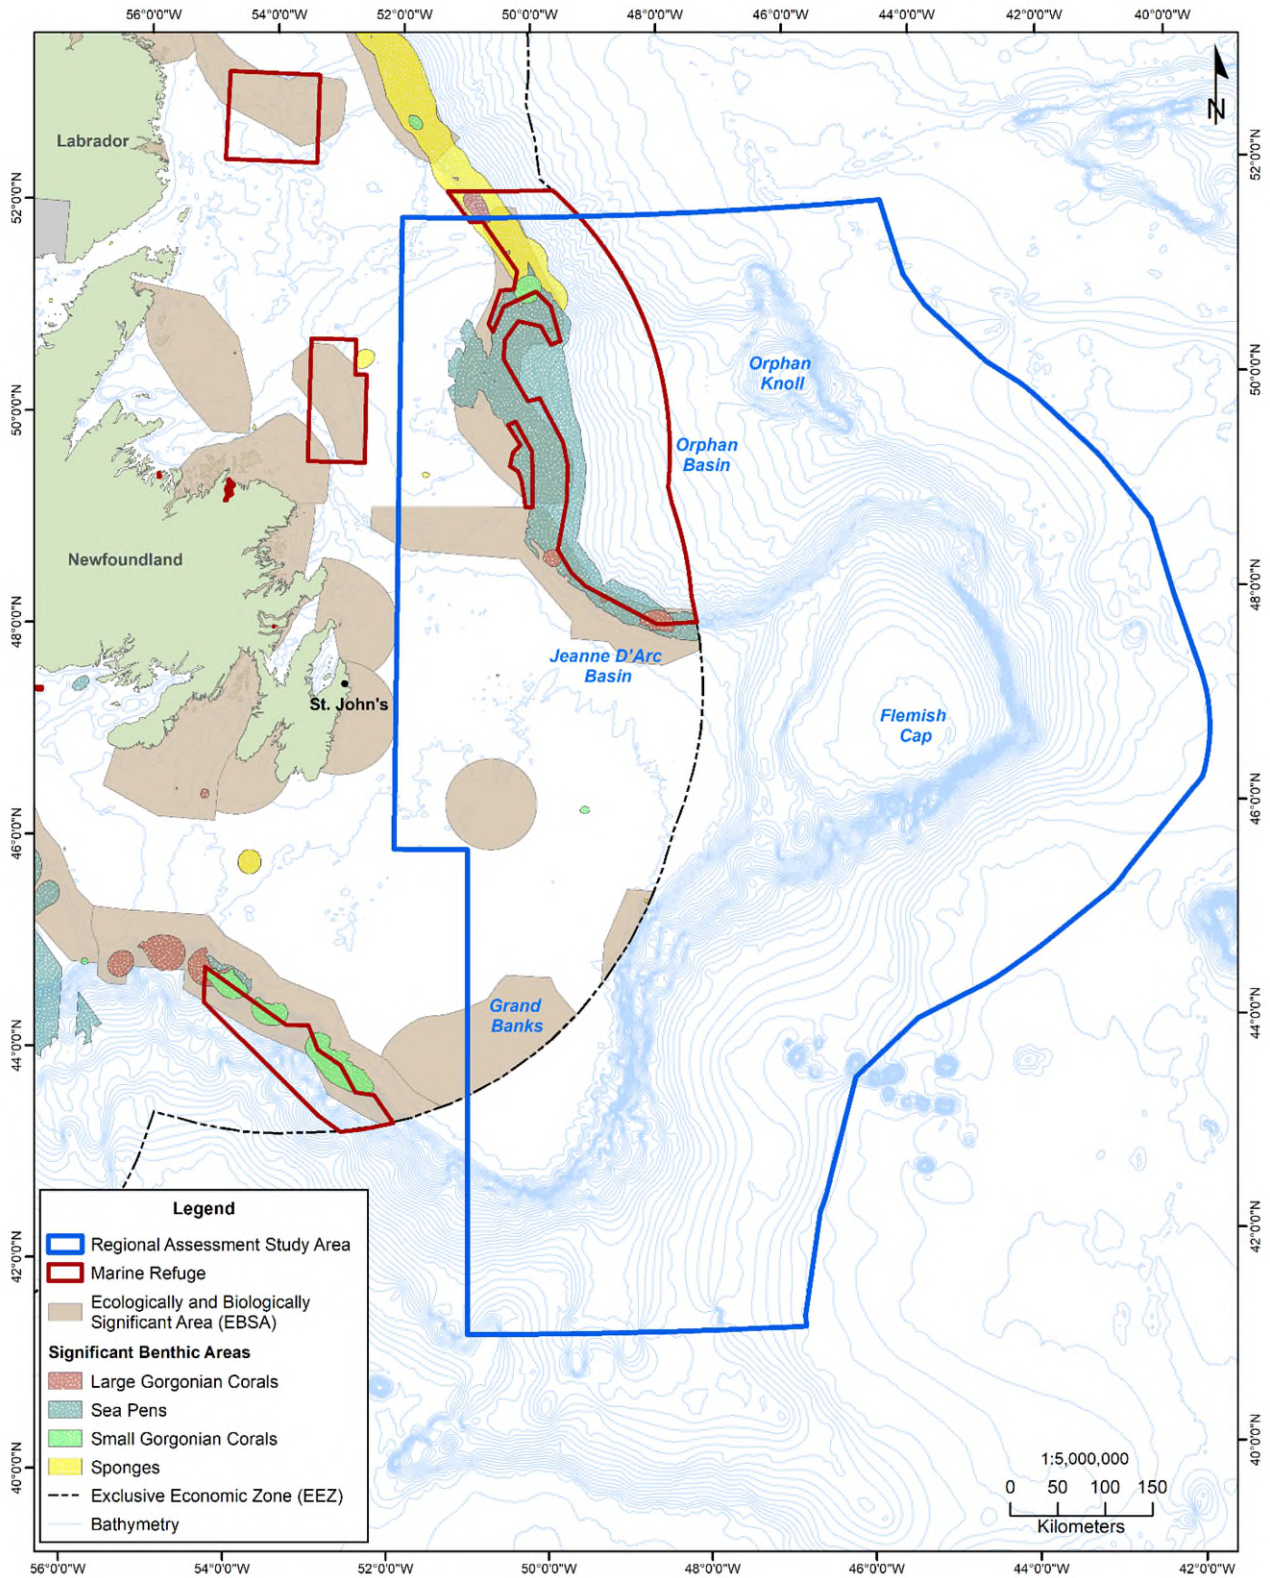 56°0'0"W 54°0'0"W 52°0'0"W 50°0'0"W 48°0'0"W 46°0'0"W 44°0'0"W 42°0'0"W 40°0'0"W
N
Labrador
52°0'0"N
52°0'0"N
Orphan
Knoll
50°0'0"N
50°0'0"N
Orphan
Basin
Newfoundland
48°0'0"N
48°0'0"N
Jeanne D'Arc
Basin
St. John's
Flemish
Cap
46°0'0"N
46°0'0"N
Grand
Banks
44°0'0"N
44°0'0"N
Legend
Regional Assessment Study Area
Marine Refuge
Ecologically and Biologically
Significant Area (EBSA)
Significant Benthic Areas
Large Gorgonian Corals
Sea Pens
Small Gorgonian Corals
Sponges
Exclusive Economic Zone (EEZ)
Bathymetry
42°0'0"N
42°0'0"N
40°0'0"N
40°0'0"N
1:5,000,000
0 50 100 150
Kilometers
56°0'0"W 54°0'0"W 52°0'0"W 50°0'0"W 48°0'0"W 46°0'0"W 44°0'0"W 42°0'0"W